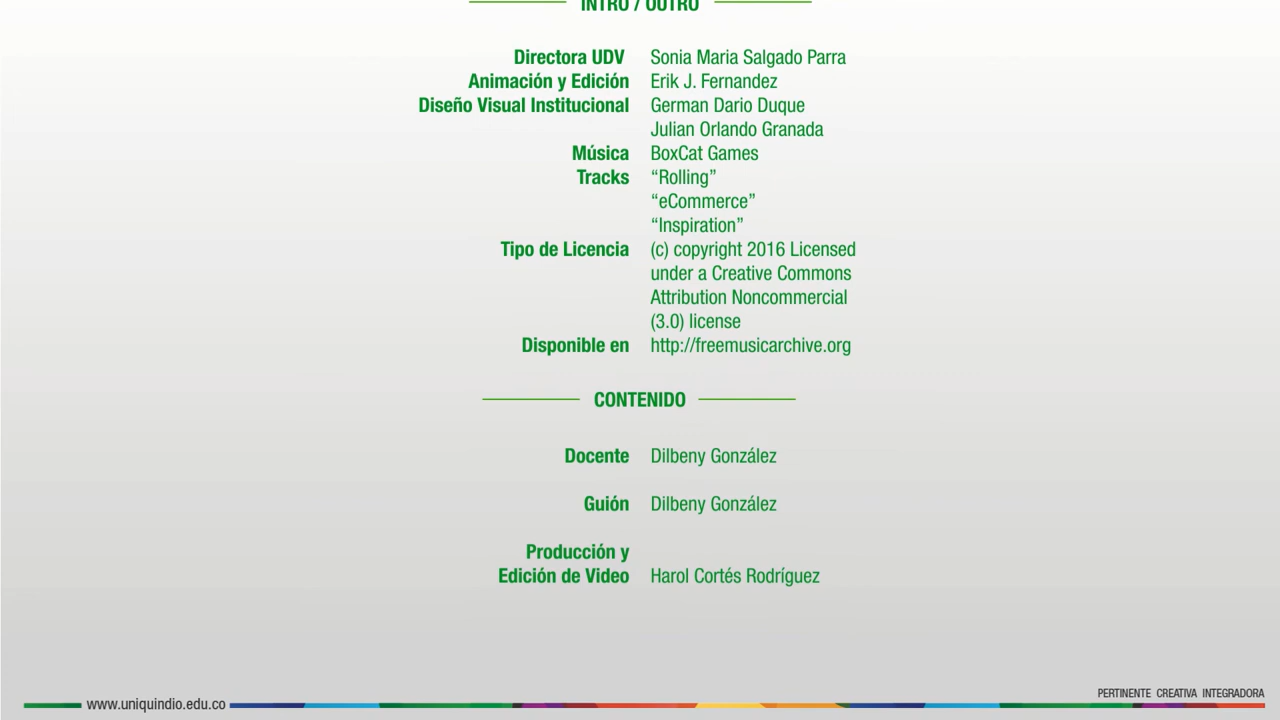 INTRO / OUTRO
Directora UDV Sonia Maria Salgado Parra
Animación y Edición Erik J. Fernandez
Diseño Visual Institucional German Dario Duque
Julian Orlando Granada
Música BoxCat Games
Tracks “Rolling”
“eCommerce”
“Inspiration”
Tipo de Licencia (c) copyright 2016 Licensed
under a Creative Commons
Attribution Noncommercial
(3.0) license
Disponible en http://freemusicarchive.org
CONTENIDO
Docente Dilbeny González
Guión Dilbeny González
Producción y
Edición de Video Harol Cortés Rodríguez
PERTINENTE CREATIVA INTEGRADORA
www.uniquindio.edu.co